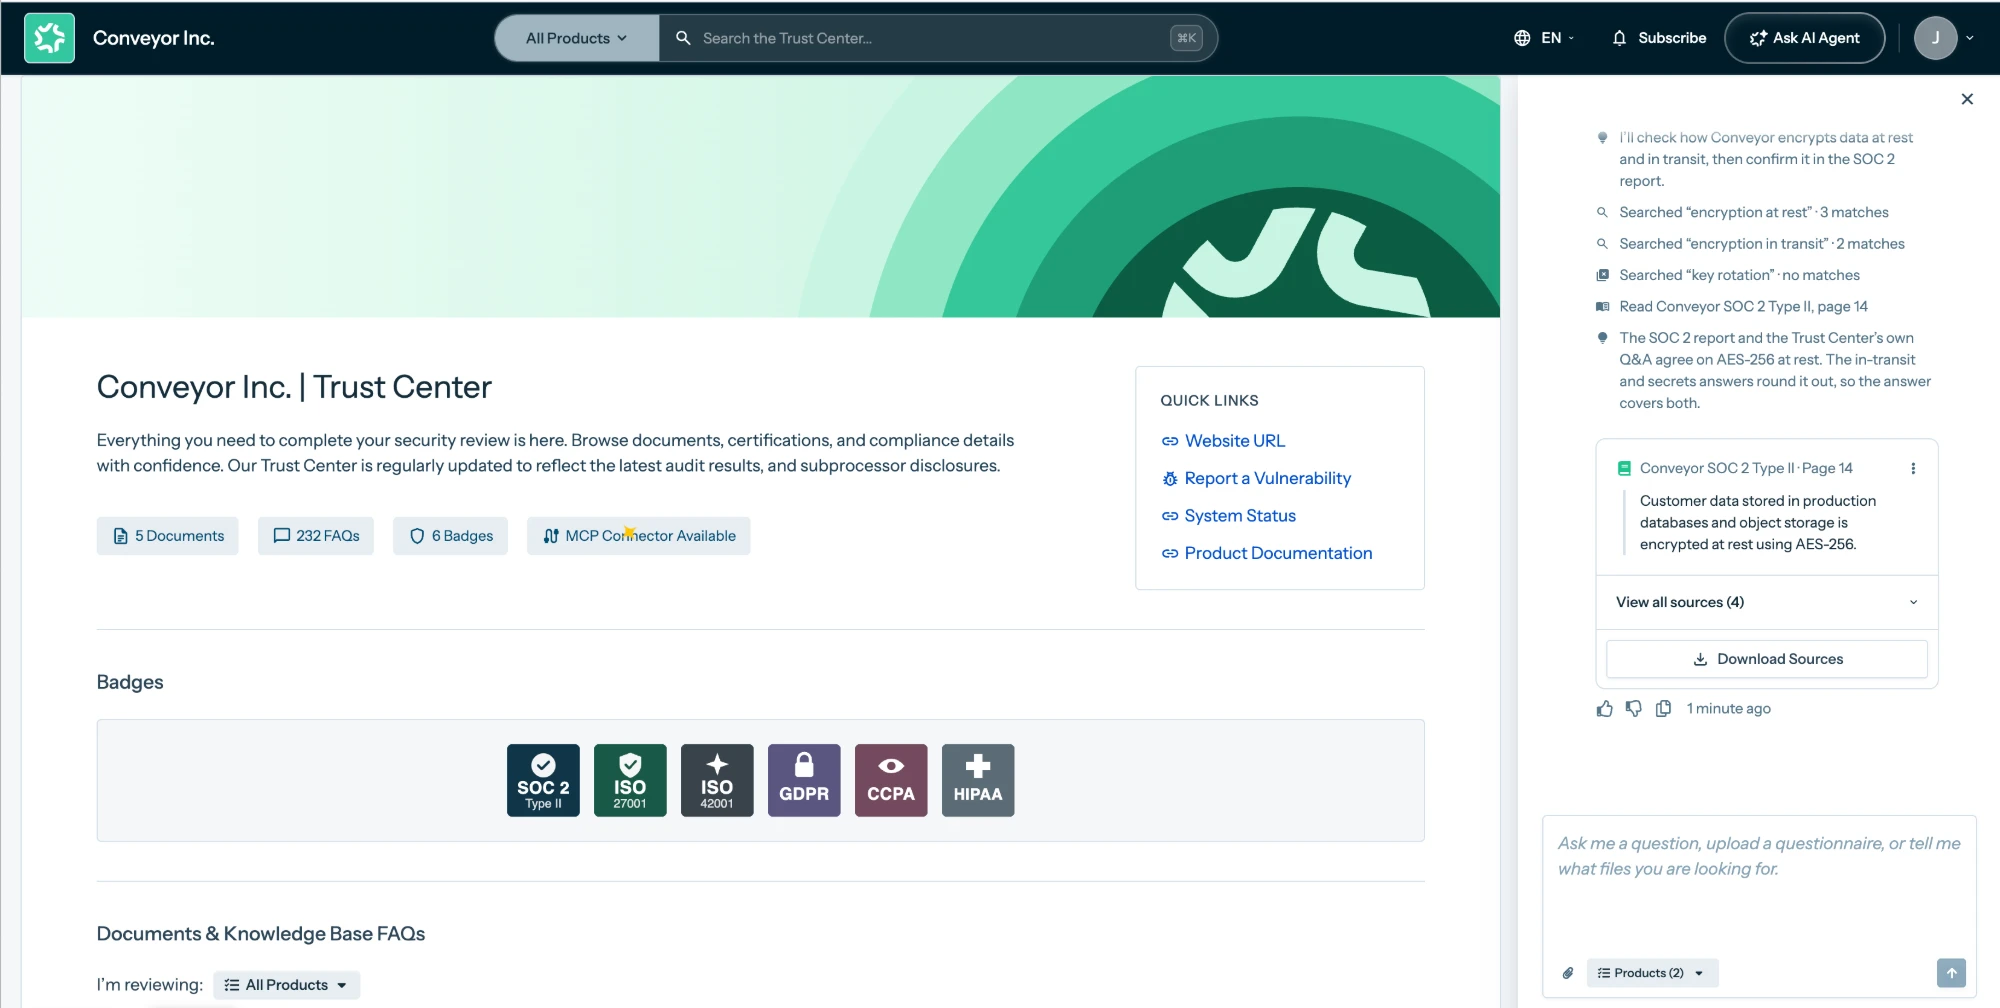 Conveyor Inc.
All Products
Search the Trust Center...
⌘K
EN
Subscribe
Ask AI Agent
J
Conveyor Inc. | Trust Center
Everything you need to complete your security review is here. Browse documents, certifications, and compliance details
with confidence. Our Trust Center is regularly updated to reflect the latest audit results, and subprocessor disclosures.
5 Documents
232 FAQs
6 Badges
MCP Connector Available
QUICK LINKS
Website URL
Report a Vulnerability
System Status
Product Documentation
Badges
SOC 2
Type II
ISO
27001
ISO
42001
GDPR
CCPA
HIPAA
Documents & Knowledge Base FAQs
I'm reviewing:
All Products
I'll check how Conveyor encrypts data at rest
and in transit, then confirm it in the SOC 2
report.
Searched “encryption at rest” · 3 matches
Searched “encryption in transit” · 2 matches
Searched “key rotation” · no matches
Read Conveyor SOC 2 Type II, page 14
The SOC 2 report and the Trust Center's own
Q&A agree on AES-256 at rest. The in-transit
and secrets answers round it out, so the answer
covers both.
Conveyor SOC 2 Type II · Page 14
Customer data stored in production
databases and object storage is
encrypted at rest using AES-256.
View all sources (4)
Download Sources
1 minute ago
Ask me a question, upload a questionnaire, or tell me
what files you are looking for.
Products (2)